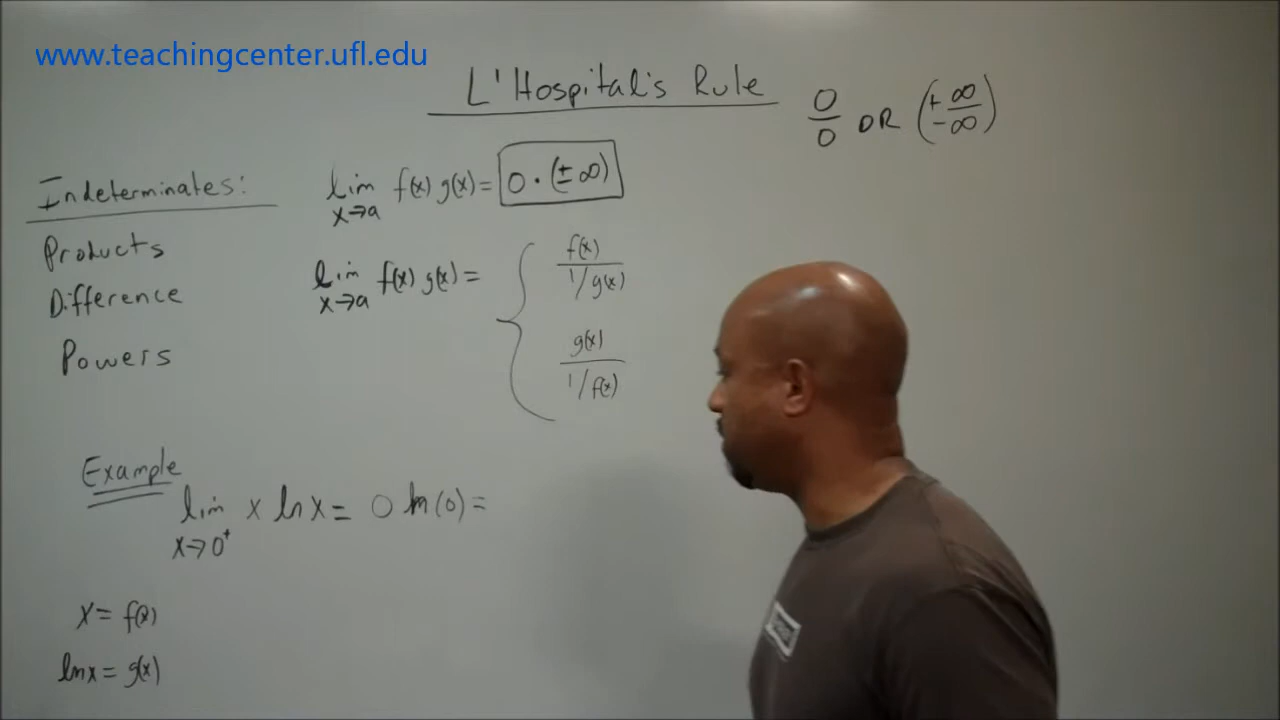 www.teachingcenter.ufl.edu
L'Hospital's Rule
0/0 OR (±∞/-∞)
Indeterminates:
lim x→a f(x) g(x) = 0 · (±∞)
Products
Difference
Powers
lim x→a f(x) g(x) = { f(x) / 1/g(x)
g(x) / 1/f(x)
Example
lim x→0⁺ x ln x = 0 ln(0) =
x = f(x)
ln x = g(x)